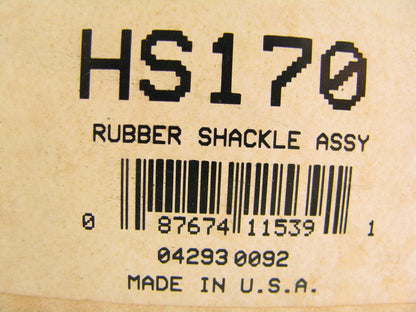 HS170
RUBBER SHACKLE ASSY
0 87674 11539 1
04293 0092
MADE IN U.S.A.